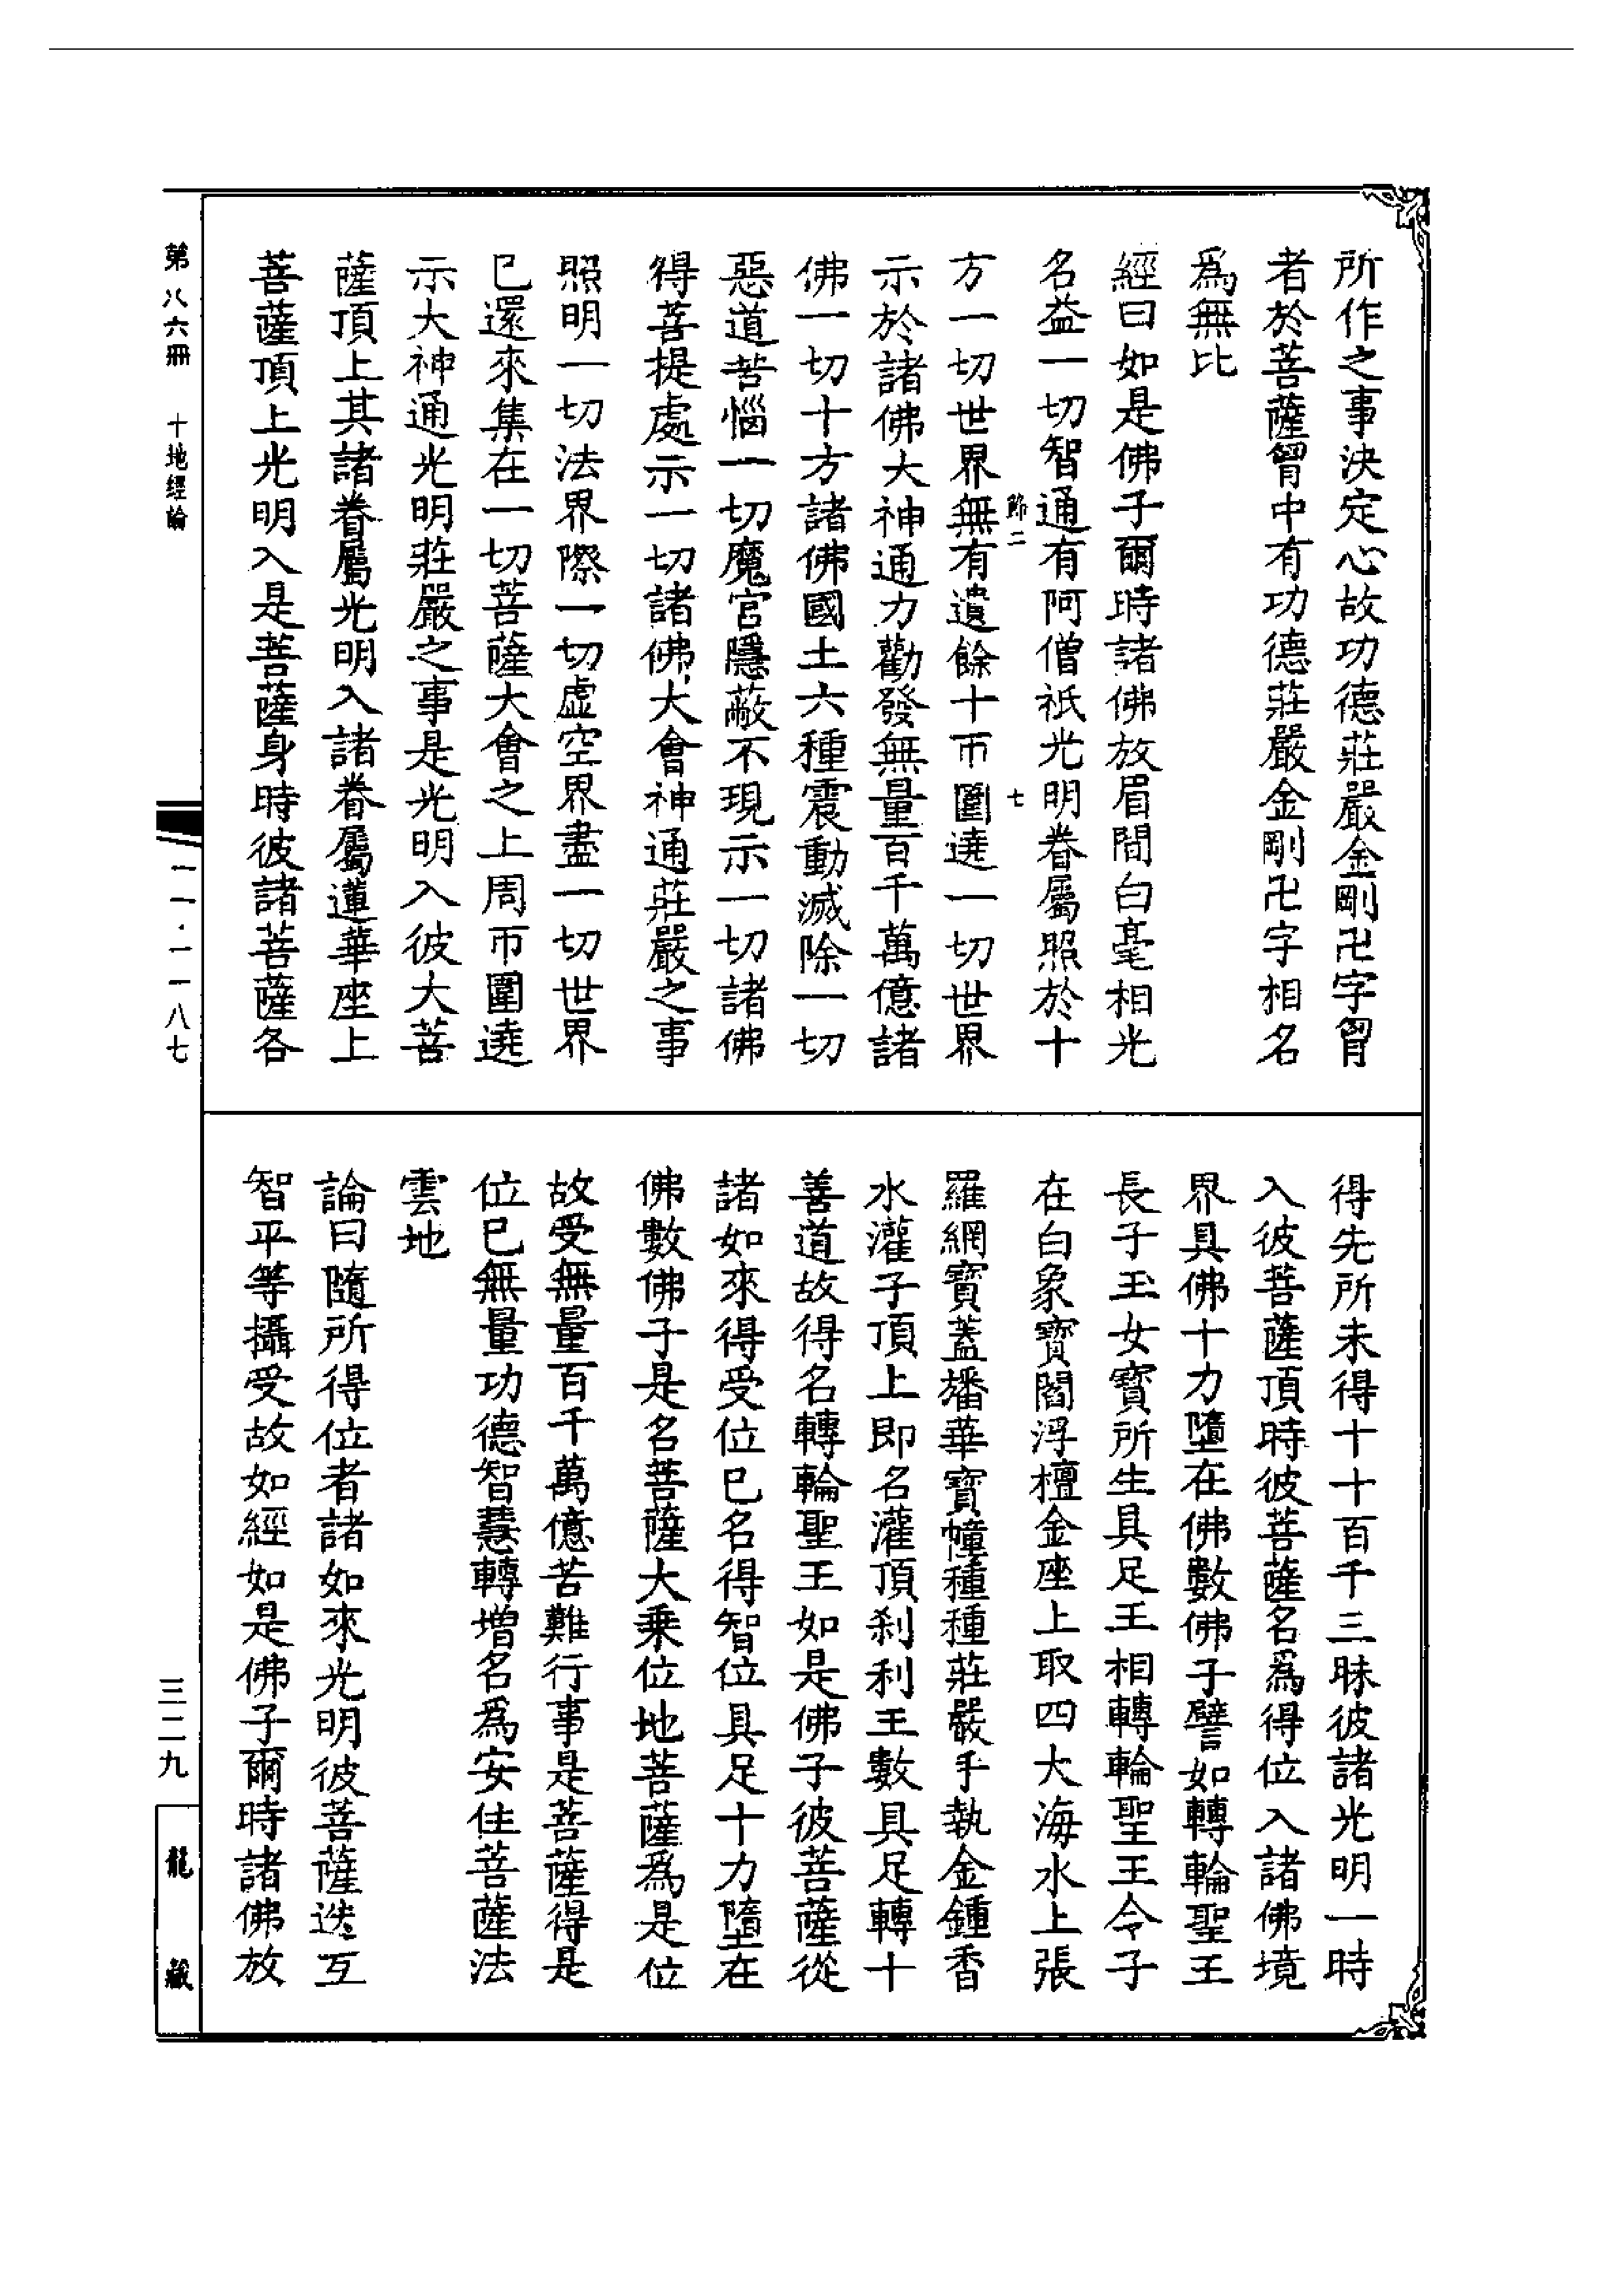 所作之事決定心故功德莊嚴金剛卍字胷
者於菩薩胷中有功德莊嚴金剛卍字相名
爲無比
經曰如是佛子爾時諸佛放眉間白毫相光
名益一切智通有阿僧祇光明眷屬照於十
方一切世界無有遺餘十帀圍遶一切世界
示於諸佛大神通力勸發無量百千萬億諸
佛一切十方諸佛國土六種震動滅除一切
惡道苦惱一切魔宮隱蔽不現示一切諸佛
得菩提處示一切諸佛大會神通莊嚴之事
照明一切法界際一切虛空界盡一切世界
已還來集在一切菩薩大會之上周帀圍遶
示大神通光明莊嚴之事是光明入彼大菩
薩頂上其諸眷屬光明入諸眷屬蓮華座上
菩薩頂上光明入是菩薩身時彼諸菩薩各
得先所未得十十百千三昧彼諸光明一時
入彼菩薩頂時彼菩薩名爲得位入諸佛境
界具佛十力墮在佛數佛子譬如轉輪聖王
長子玉女寶所生具足王相轉輪聖王令子
在白象寶閻浮檀金座上取四大海水上張
羅網寶蓋旛華寶幢種種莊嚴手執金鍾香
水灌子頂上即名灌頂刹利王數具足轉十
善道故得名轉輪聖王如是佛子彼菩薩從
諸如來得受位已名得智位具足十力墮在
佛數佛子是名菩薩大乘位地菩薩爲是位
故受無量百千萬億苦難行事是菩薩得是
位已無量功德智慧轉增名爲安住菩薩法
雲地
論曰隨所得位者諸如來光明彼菩薩迭互
智平等攝受故如經如是佛子爾時諸佛放
第八六冊 十地經論
一一·一一八七
三二九
龍藏
七